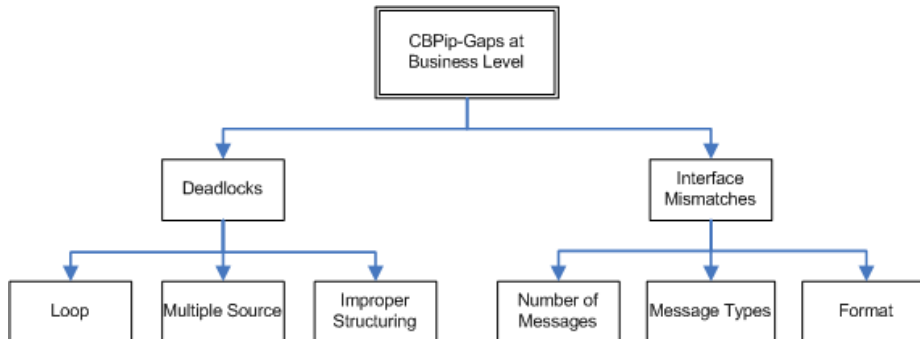 CBPip-Gaps at
Business Level
Deadlocks
Interface
Mismatches
Loop
Multiple Source
Improper
Structuring
Number of
Messages
Message Types
Format